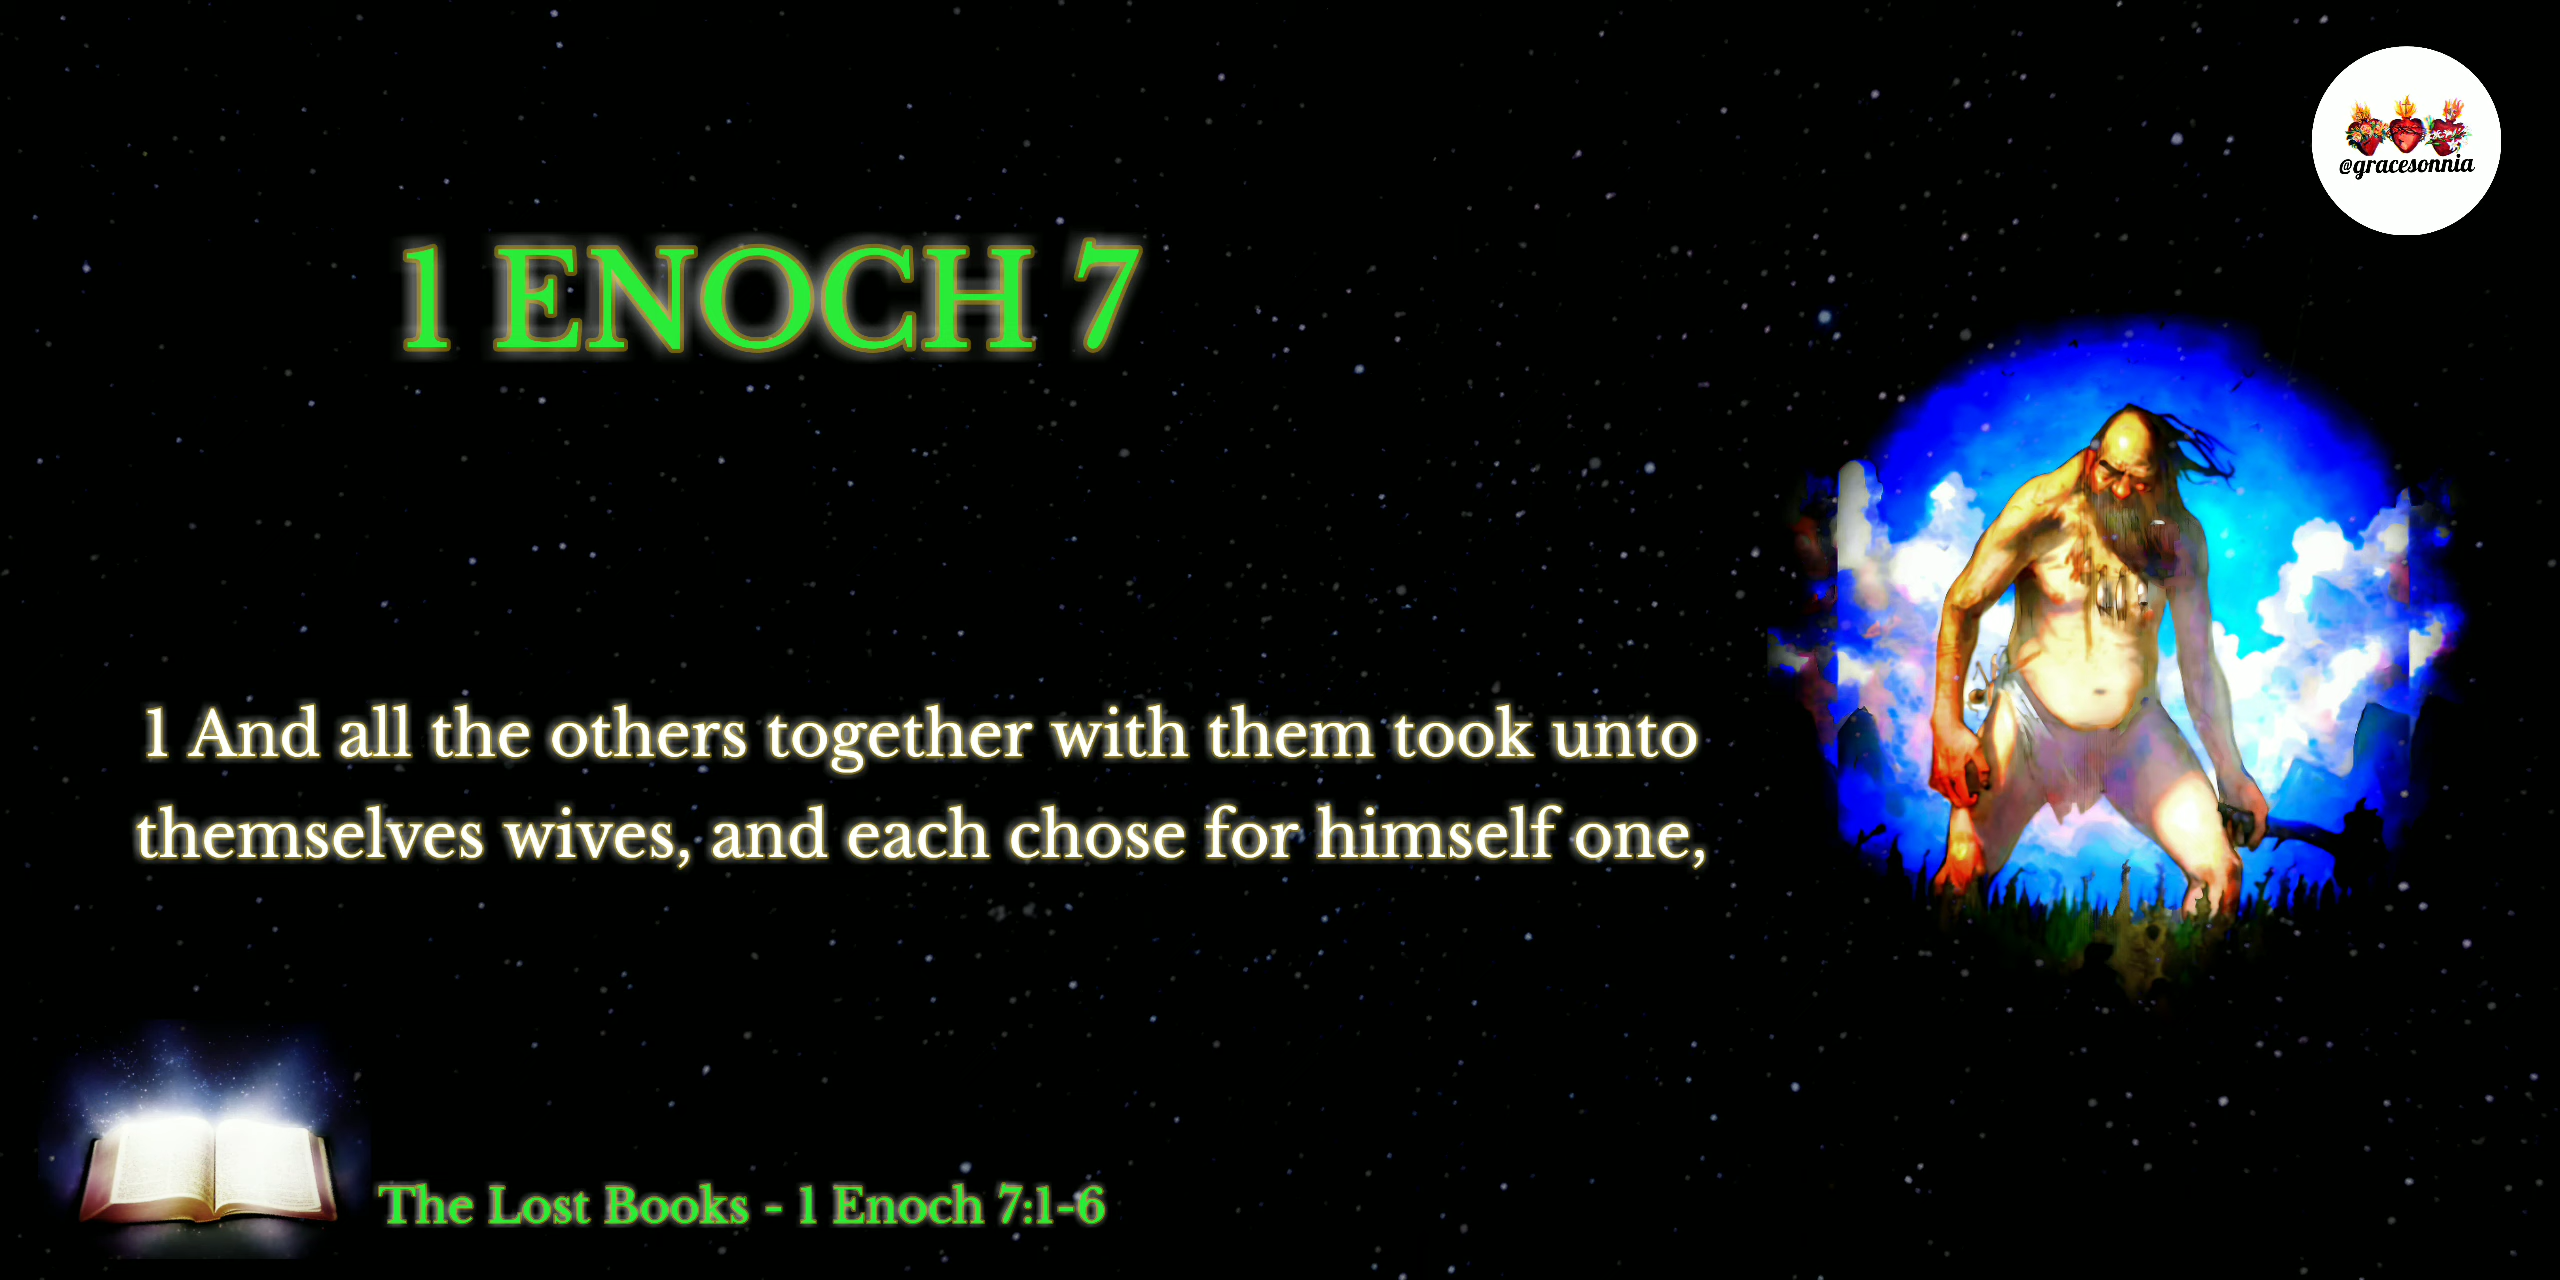 @gracesonnia
1 ENOCH 7
1 And all the others together with them took unto
themselves wives, and each chose for himself one,
The Lost Books - 1 Enoch 7:1-6